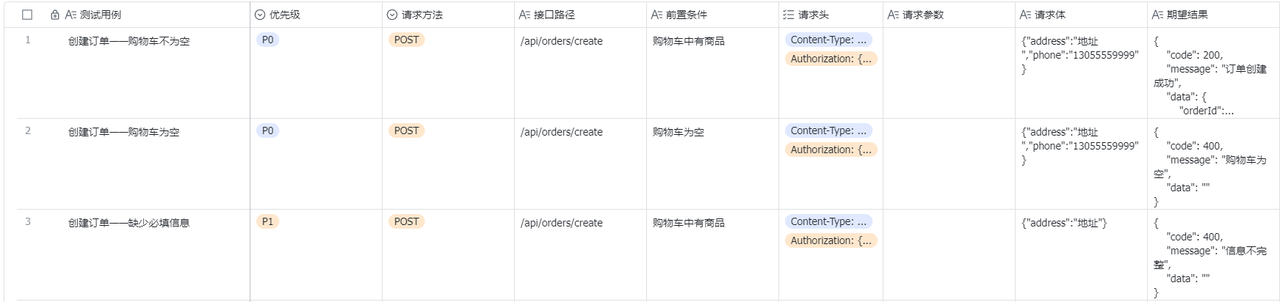 测试用例 优先级 请求方法 接口路径 前置条件 请求头 请求参数 请求体 期望结果
1 创建订单——购物车不为空 P0 POST /api/orders/create 购物车中有商品 Content-Type: ... {"address":"地址 {
Authorization: {... ","phone":"13055559999" "code": 200,
} "message": "订单创建
成功",
"data": {
"orderId":...
2 创建订单——购物车为空 P0 POST /api/orders/create 购物车为空 Content-Type: ... {"address":"地址 {
Authorization: {... ","phone":"13055559999" "code": 400,
} "message": "购物车为
空",
"data": ""
}
3 创建订单——缺少必填信息 P1 POST /api/orders/create 购物车中有商品 Content-Type: ... {"address":"地址"} {
Authorization: {... "code": 400,
"message": "信息不完
整",
"data": ""
}